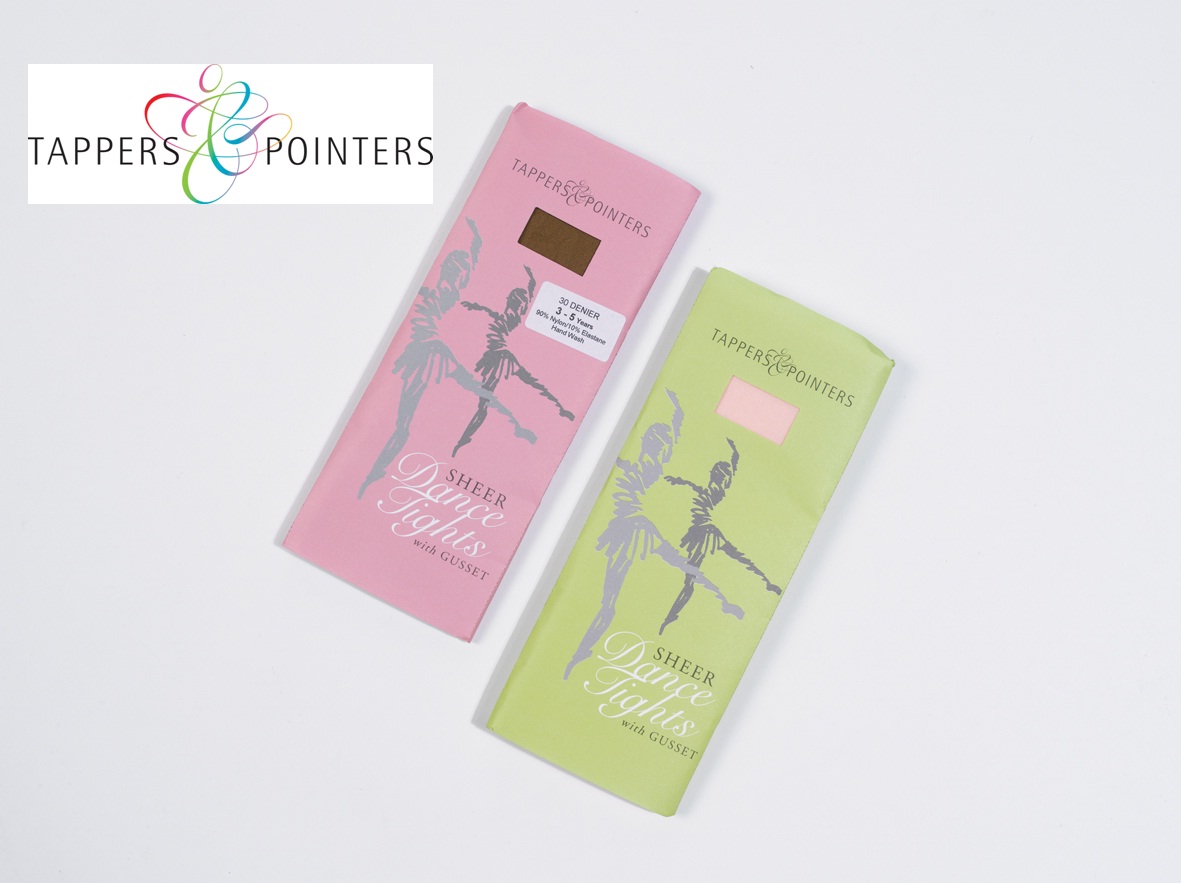 TAPPERS & POINTERS
TAPPERS & POINTERS
30 DENIER
3 - 5 Years
90% Nylon/10% Elastane
Hand Wash
SHEER
Dance
Tights
with GUSSET
TAPPERS & POINTERS
SHEER
Dance
Tights
with GUSSET